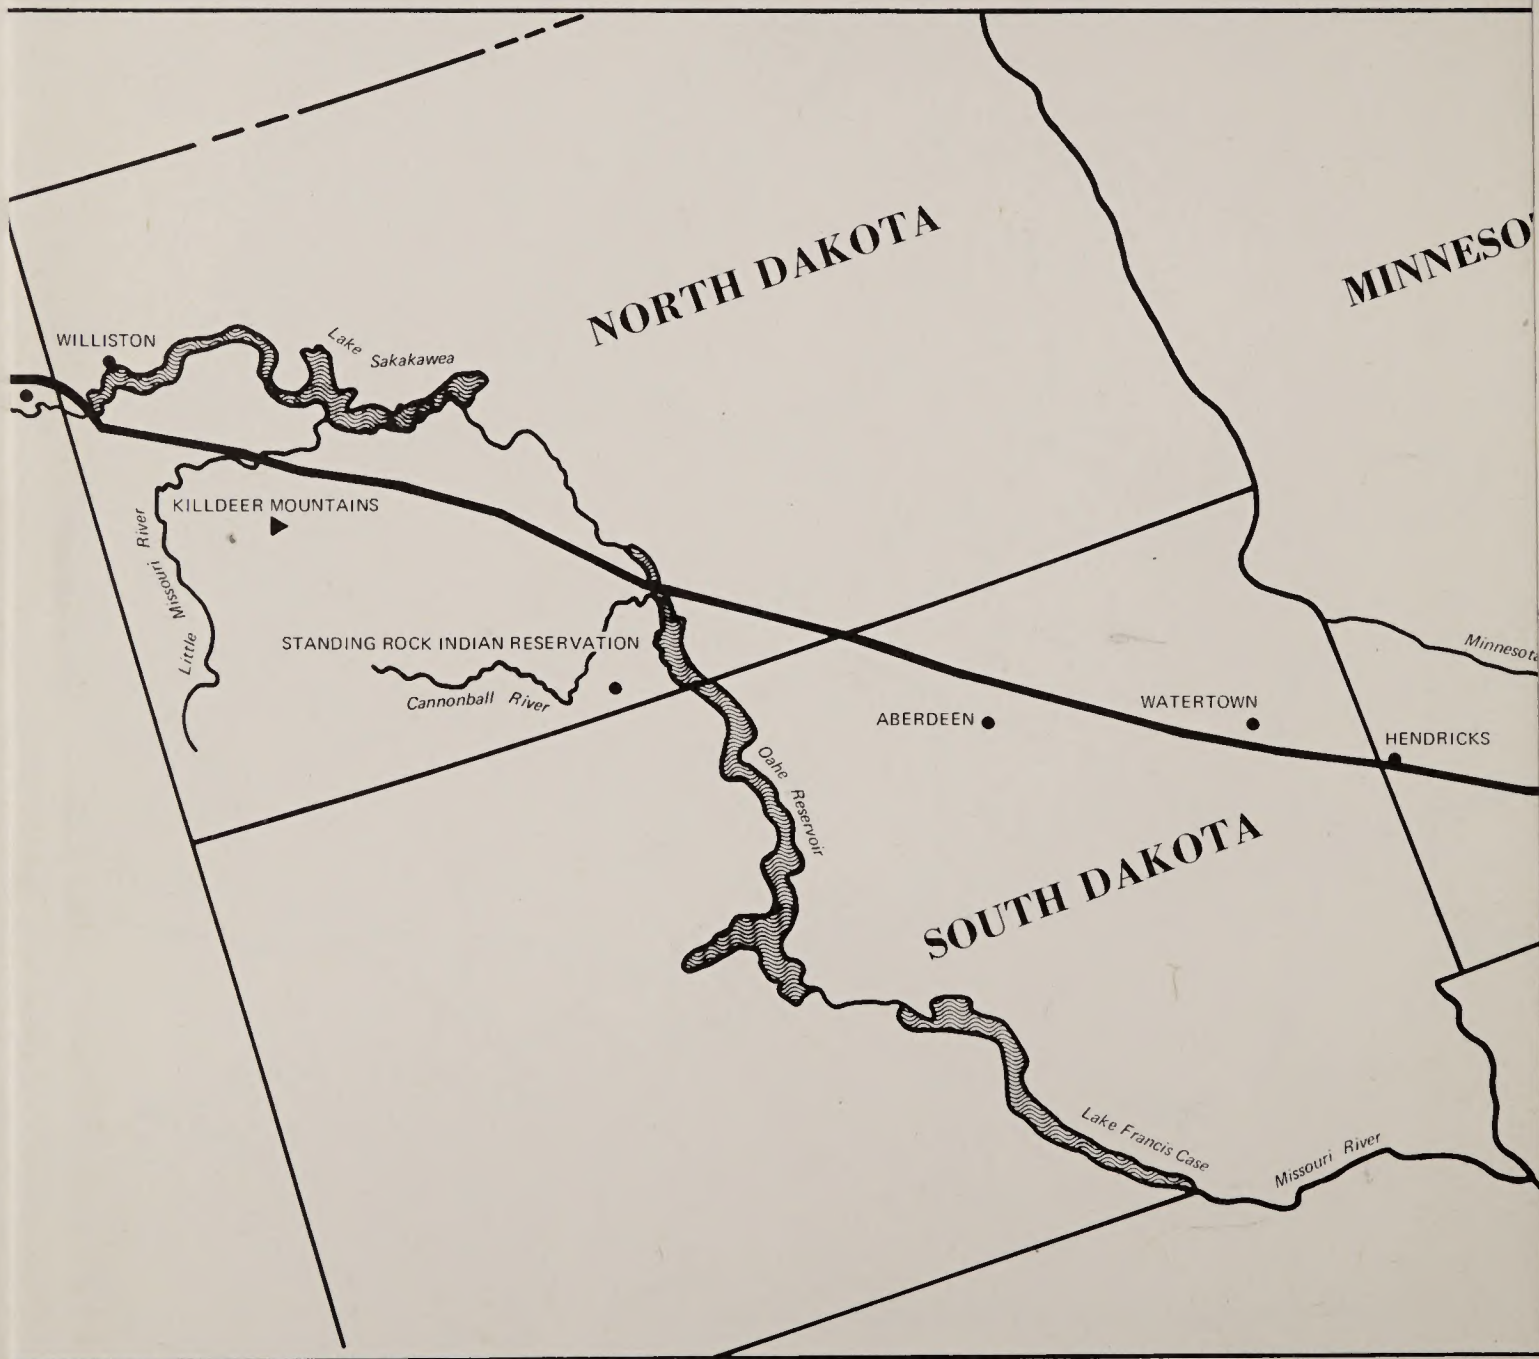 NORTH DAKOTA
MINNESO
WILLISTON
Lake Sakakawea
KILLDEER MOUNTAINS
Little Missouri River
STANDING ROCK INDIAN RESERVATION
Cannonball River
Minnesota
WATERTOWN
ABERDEEN
HENDRICKS
Oahe Reservoir
SOUTH DAKOTA
Lake Francis Case
Missouri River